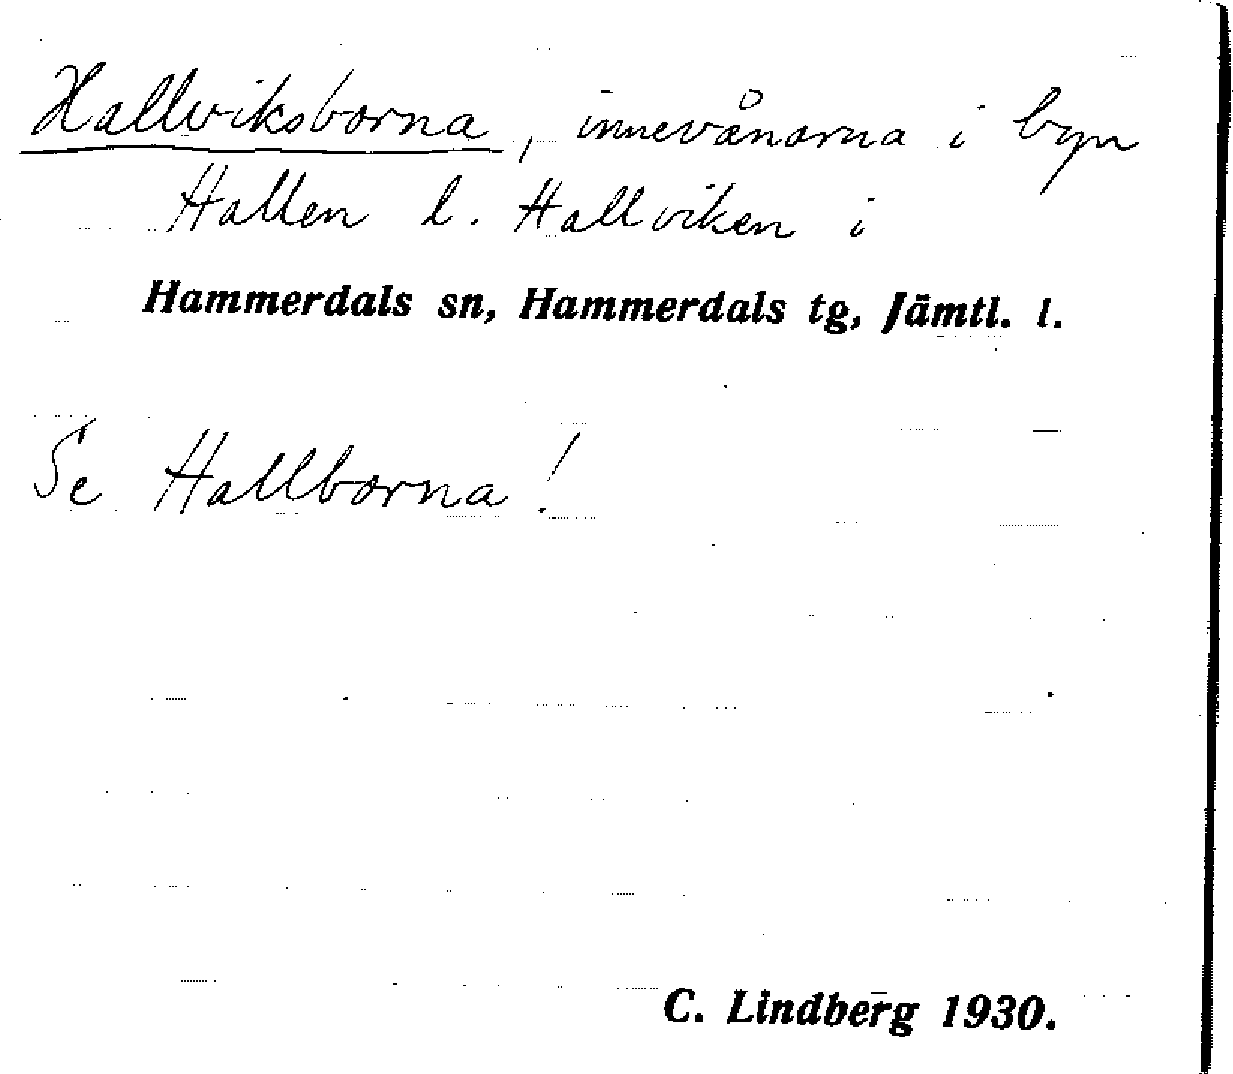 Hallviksborna, innevånarna i byn
Hallen l. Hallviken i
Hammerdals sn, Hammerdals tg, Jämtl. l.
Se Hallborna!
C. Lindberg 1930.